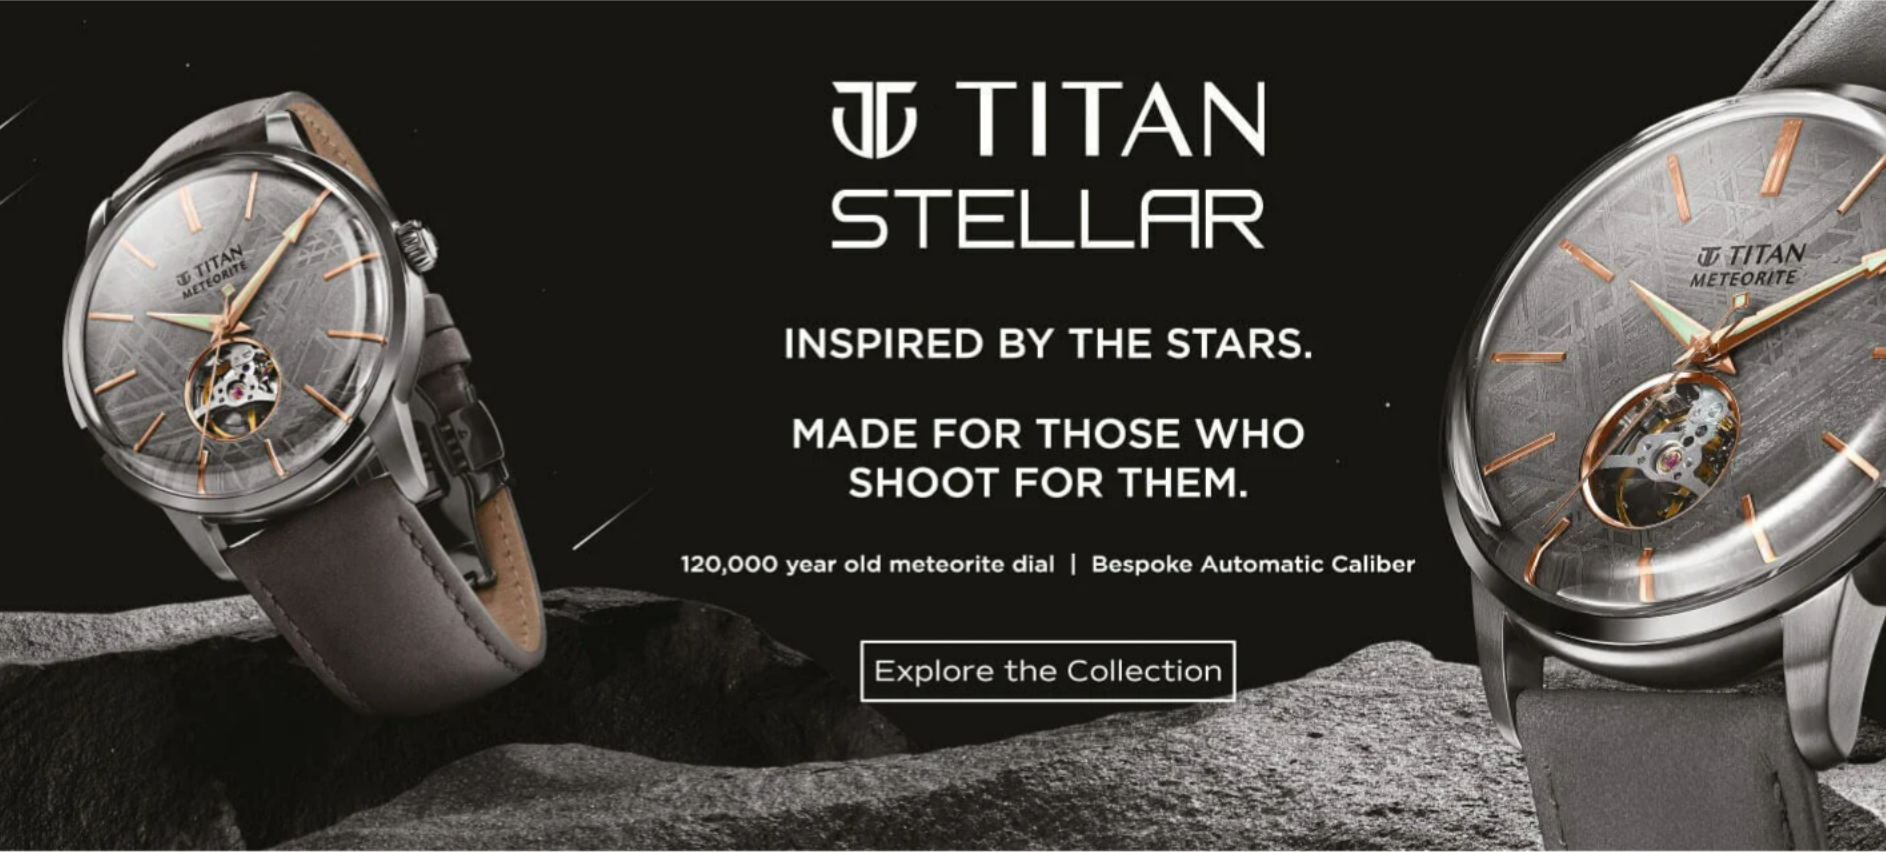 TITAN
STELLAR
INSPIRED BY THE STARS.
MADE FOR THOSE WHO
SHOOT FOR THEM.
120,000 year old meteorite dial | Bespoke Automatic Caliber
Explore the Collection
TITAN
METEORITE
TITAN
METEORITE